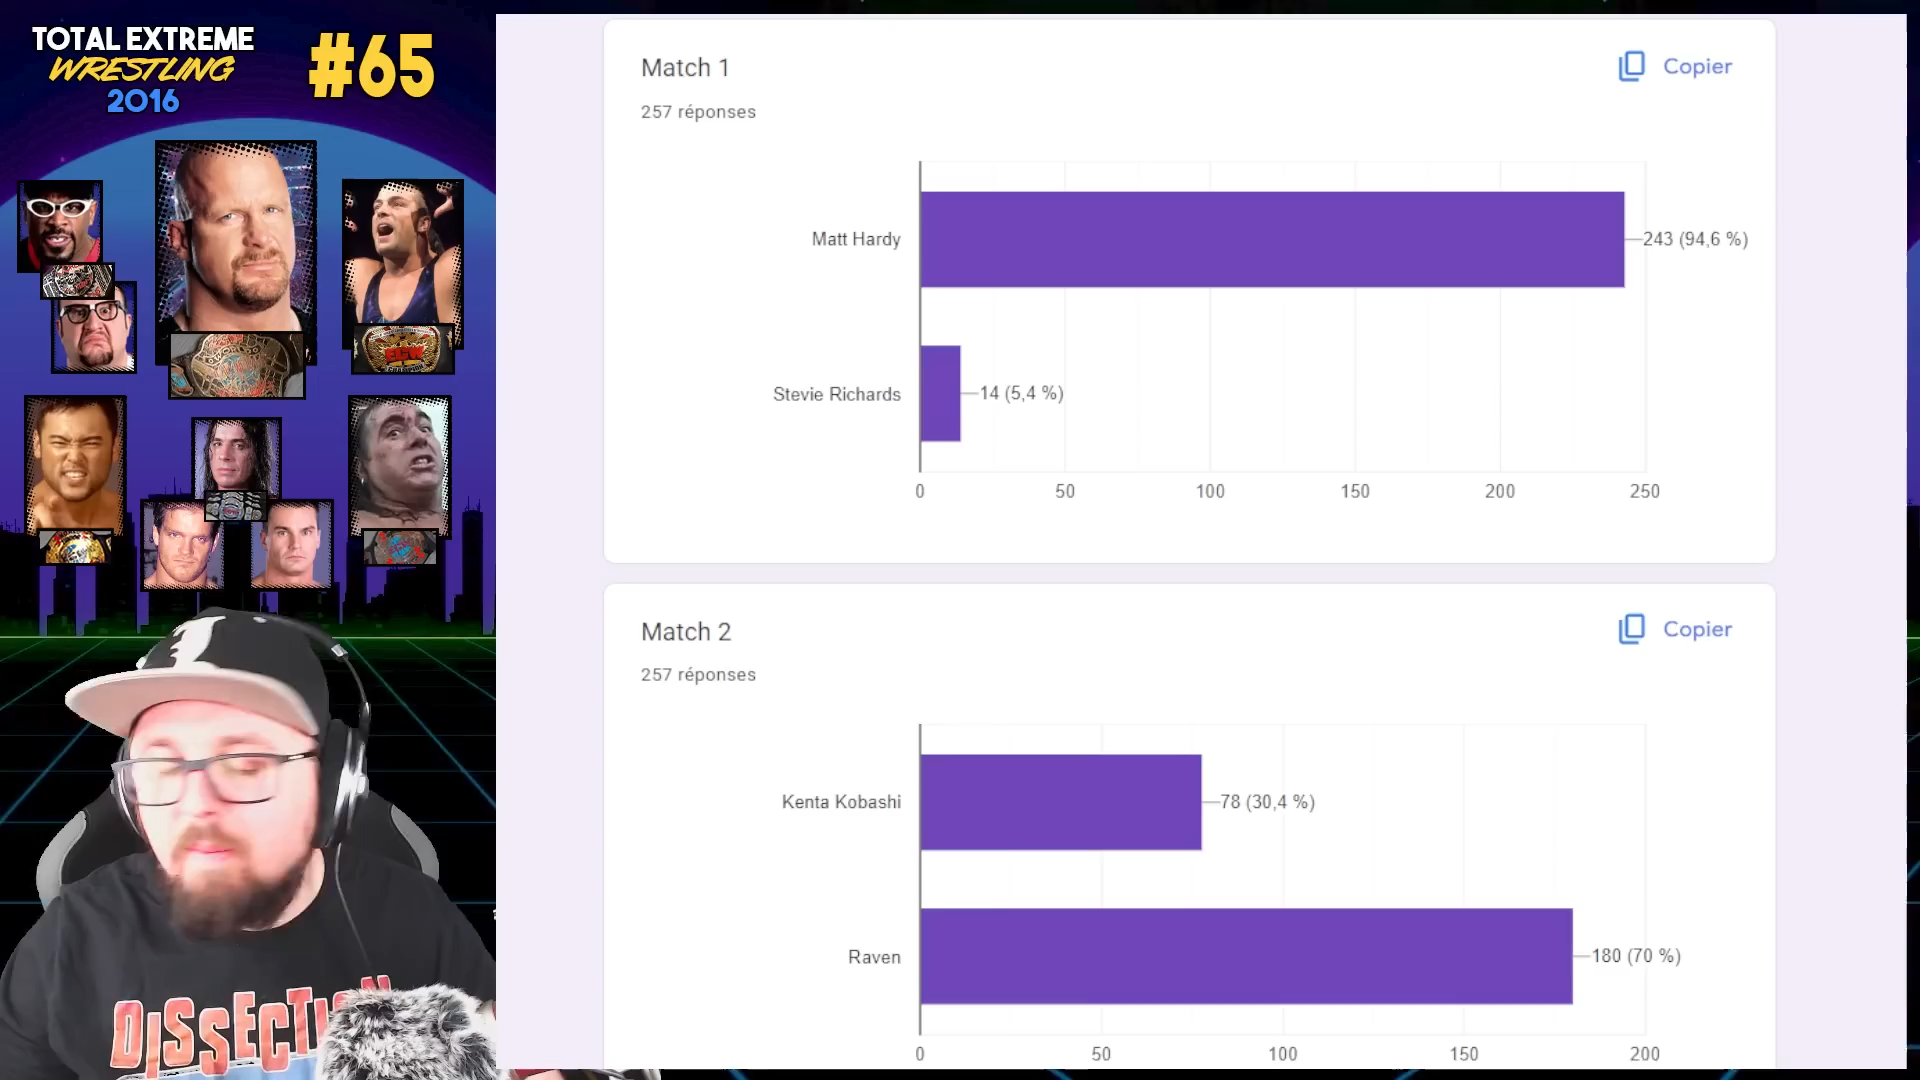 TOTAL EXTREME
WRESTLING
2016
#65
Match 1
Copier
257 réponses
Matt Hardy
243 (94,6 %)
Stevie Richards
14 (5,4 %)
0 50 100 150 200 250
Match 2
Copier
257 réponses
Kenta Kobashi
78 (30,4 %)
Raven
180 (70 %)
0 50 100 150 200
ECW